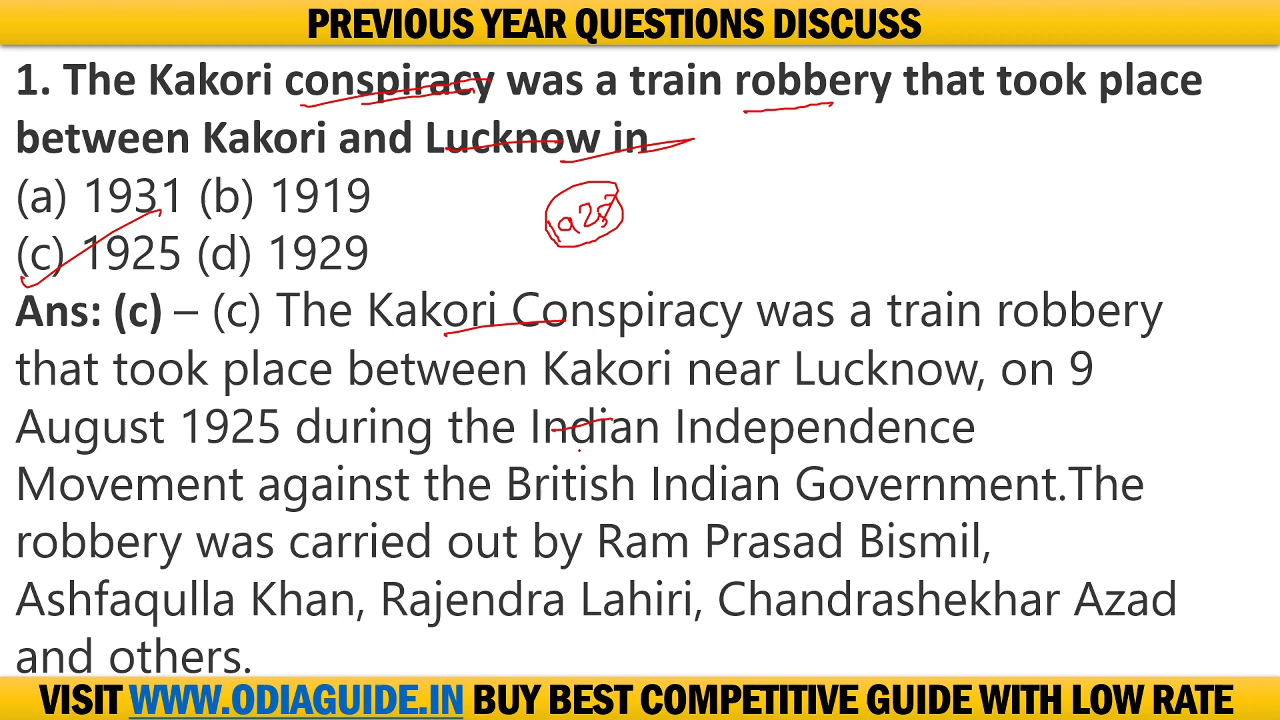 PREVIOUS YEAR QUESTIONS DISCUSS
1. The Kakori conspiracy was a train robbery that took place
between Kakori and Lucknow in
(a) 1931 (b) 1919
1925
(c) 1925 (d) 1929
Ans: (c) – (c) The Kakori Conspiracy was a train robbery
that took place between Kakori near Lucknow, on 9
August 1925 during the Indian Independence
Movement against the British Indian Government.The
robbery was carried out by Ram Prasad Bismil,
Ashfaqulla Khan, Rajendra Lahiri, Chandrashekhar Azad
and others.
VISIT WWW.ODIAGUIDE.IN BUY BEST COMPETITIVE GUIDE WITH LOW RATE